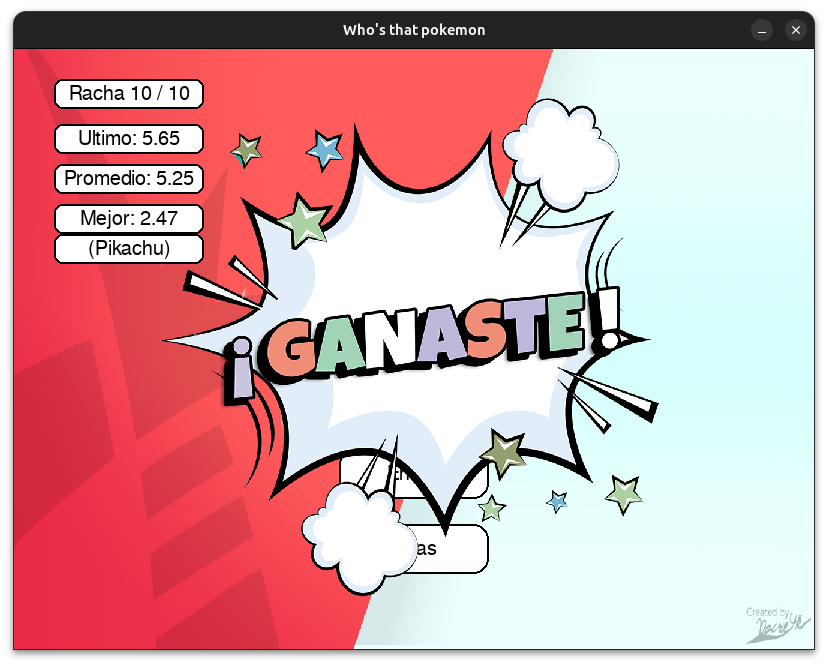 Who's that pokemon
Racha 10 / 10
Ultimo: 5.65
Promedio: 5.25
Mejor: 2.47
(Pikachu)
¡GANASTE!
Created by